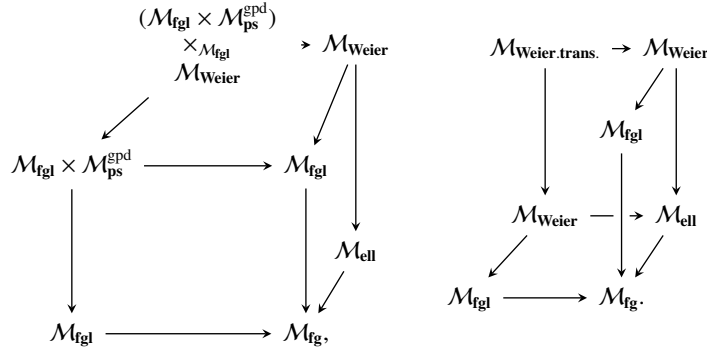 (ℳ_fgl × ℳ_ps^gpd)
×_ℳ_fgl
ℳ_Weier
ℳ_Weier
ℳ_Weier.trans.
ℳ_Weier
ℳ_fgl
ℳ_fgl × ℳ_ps^gpd
ℳ_fgl
ℳ_Weier
ℳ_ell
ℳ_ell
ℳ_fgl
ℳ_fg.
ℳ_fgl
ℳ_fg,